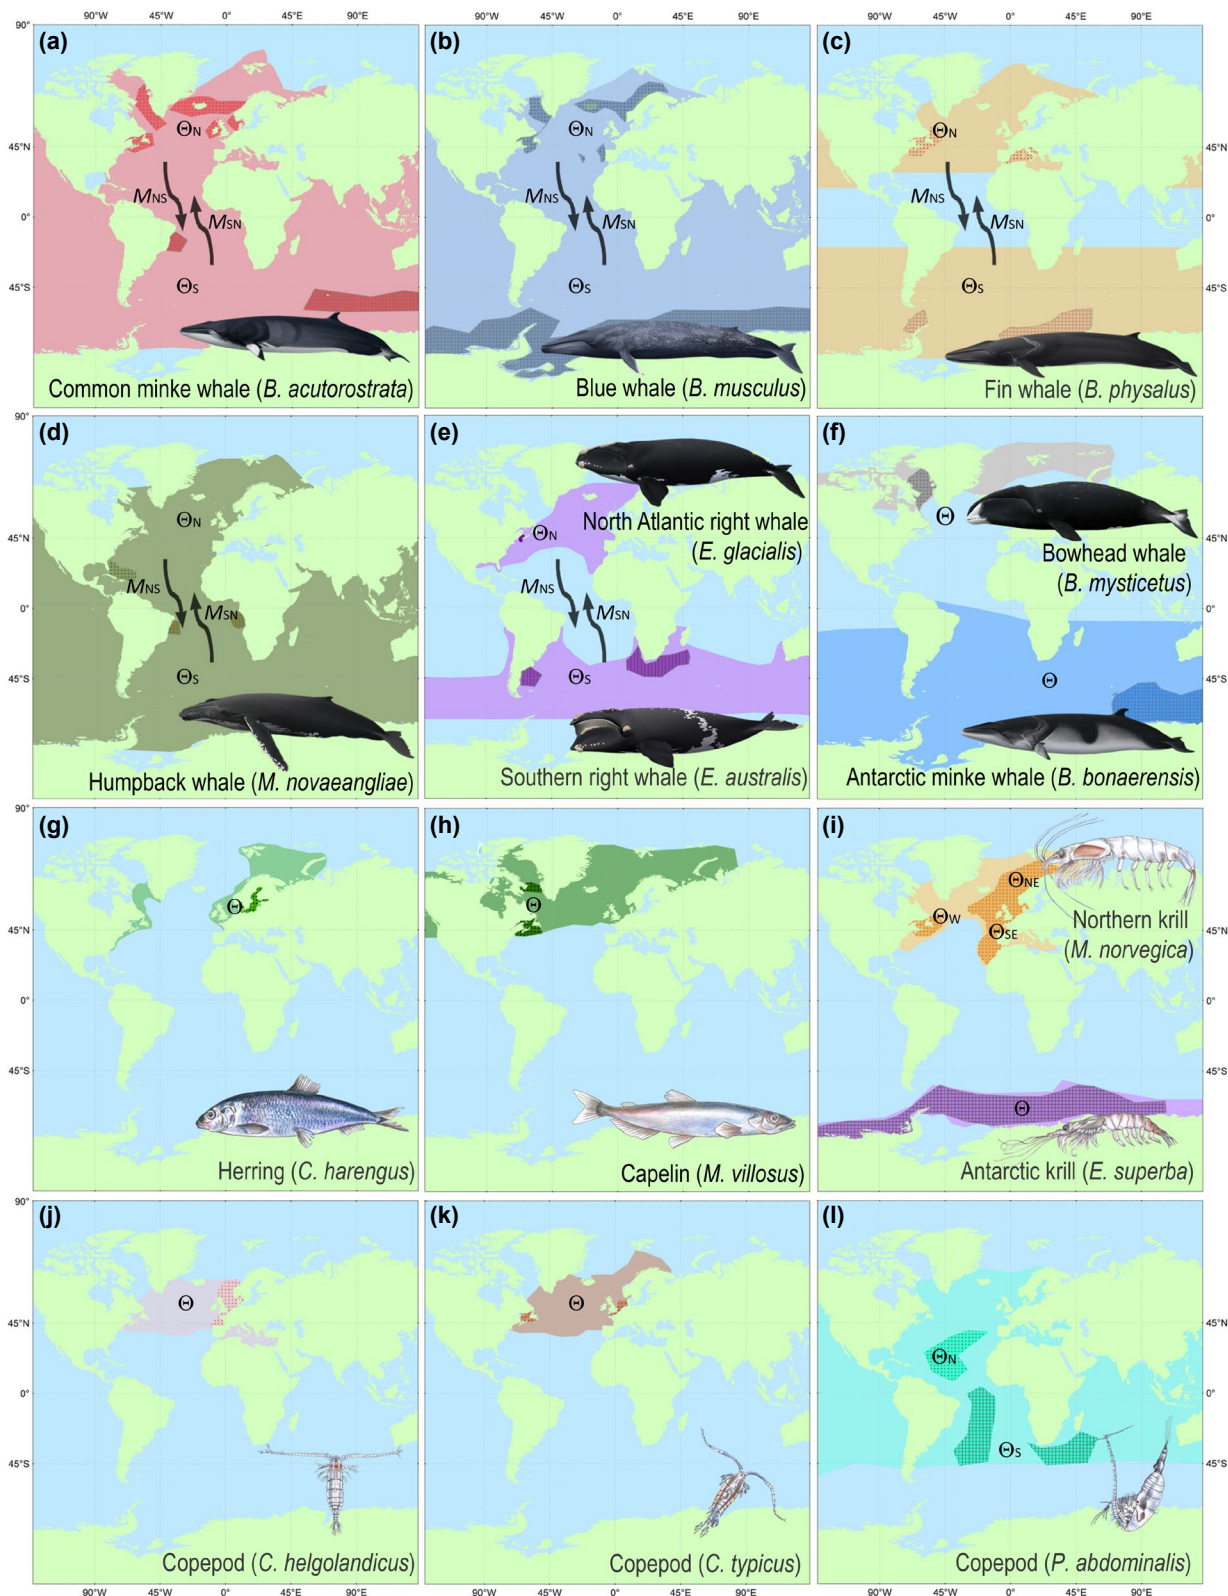 90°W 45°W 0° 45°E 90°E 90°W 45°W 0° 45°E 90°E 90°W 45°W 0° 45°E 90°E
90°
(a) (b) (c)
ΘN ΘN ΘN
45°N 45°N
MNS MNS MNS
MSN MSN MSN
0° 0°
ΘS ΘS ΘS
45°S 45°S
Common minke whale (B. acutorostrata) Blue whale (B. musculus) Fin whale (B. physalus)
90°
(d) (e) (f)
ΘN North Atlantic right whale Θ
45°N ΘN (E. glacialis) Bowhead whale 45°N
(B. mysticetus)
MNS MNS
MSN MSN
0° 0°
ΘS ΘS Θ
45°S 45°S
Humpback whale (M. novaeangliae) Southern right whale (E. australis) Antarctic minke whale (B. bonaerensis)
90°
(g) (h) (i)
ΘNE
Θ Θ ΘW Northern krill
45°N ΘSE (M. norvegica) 45°N
0° 0°
45°S 45°S
Θ
Herring (C. harengus) Capelin (M. villosus) Antarctic krill (E. superba)
90°
(j) (k) (l)
Θ Θ
45°N 45°N
ΘN
0° 0°
ΘS
45°S 45°S
Copepod (C. helgolandicus) Copepod (C. typicus) Copepod (P. abdominalis)
90°W 45°W 0° 45°E 90°E 90°W 45°W 0° 45°E 90°E 90°W 45°W 0° 45°E 90°E